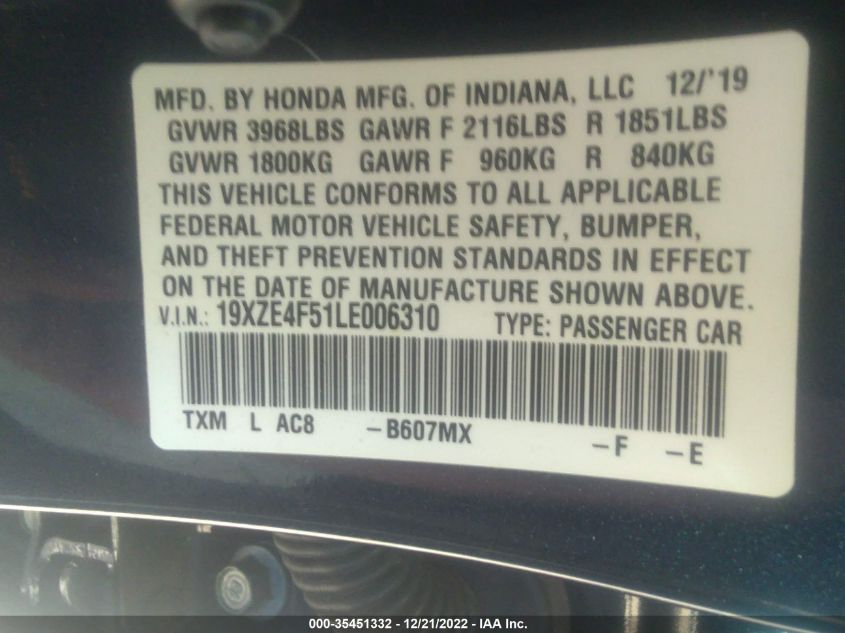 MFD. BY HONDA MFG. OF INDIANA, LLC 12/'19
GVWR 3968LBS GAWR F 2116LBS R 1851LBS
GVWR 1800KG GAWR F 960KG R 840KG
THIS VEHICLE CONFORMS TO ALL APPLICABLE
FEDERAL MOTOR VEHICLE SAFETY, BUMPER,
AND THEFT PREVENTION STANDARDS IN EFFECT
ON THE DATE OF MANUFACTURE SHOWN ABOVE.
V.I.N.: 19XZE4F51LE006310 TYPE: PASSENGER CAR
TXM L AC8 -B607MX -F -E
000-35451332 - 12/21/2022 - IAA Inc.